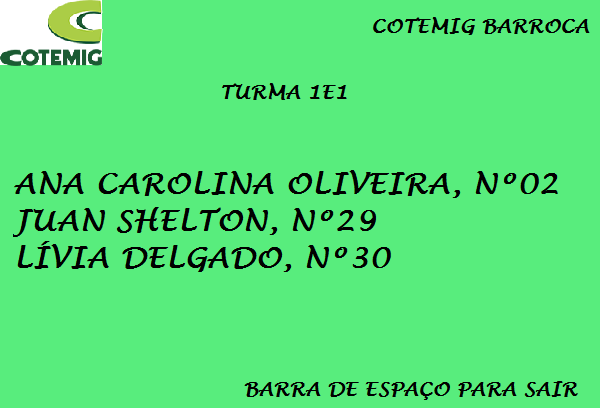 COTEMIG
COTEMIG BARROCA
TURMA 1E1
ANA CAROLINA OLIVEIRA, Nº02
JUAN SHELTON, Nº29
LÍVIA DELGADO, Nº30
BARRA DE ESPAÇO PARA SAIR